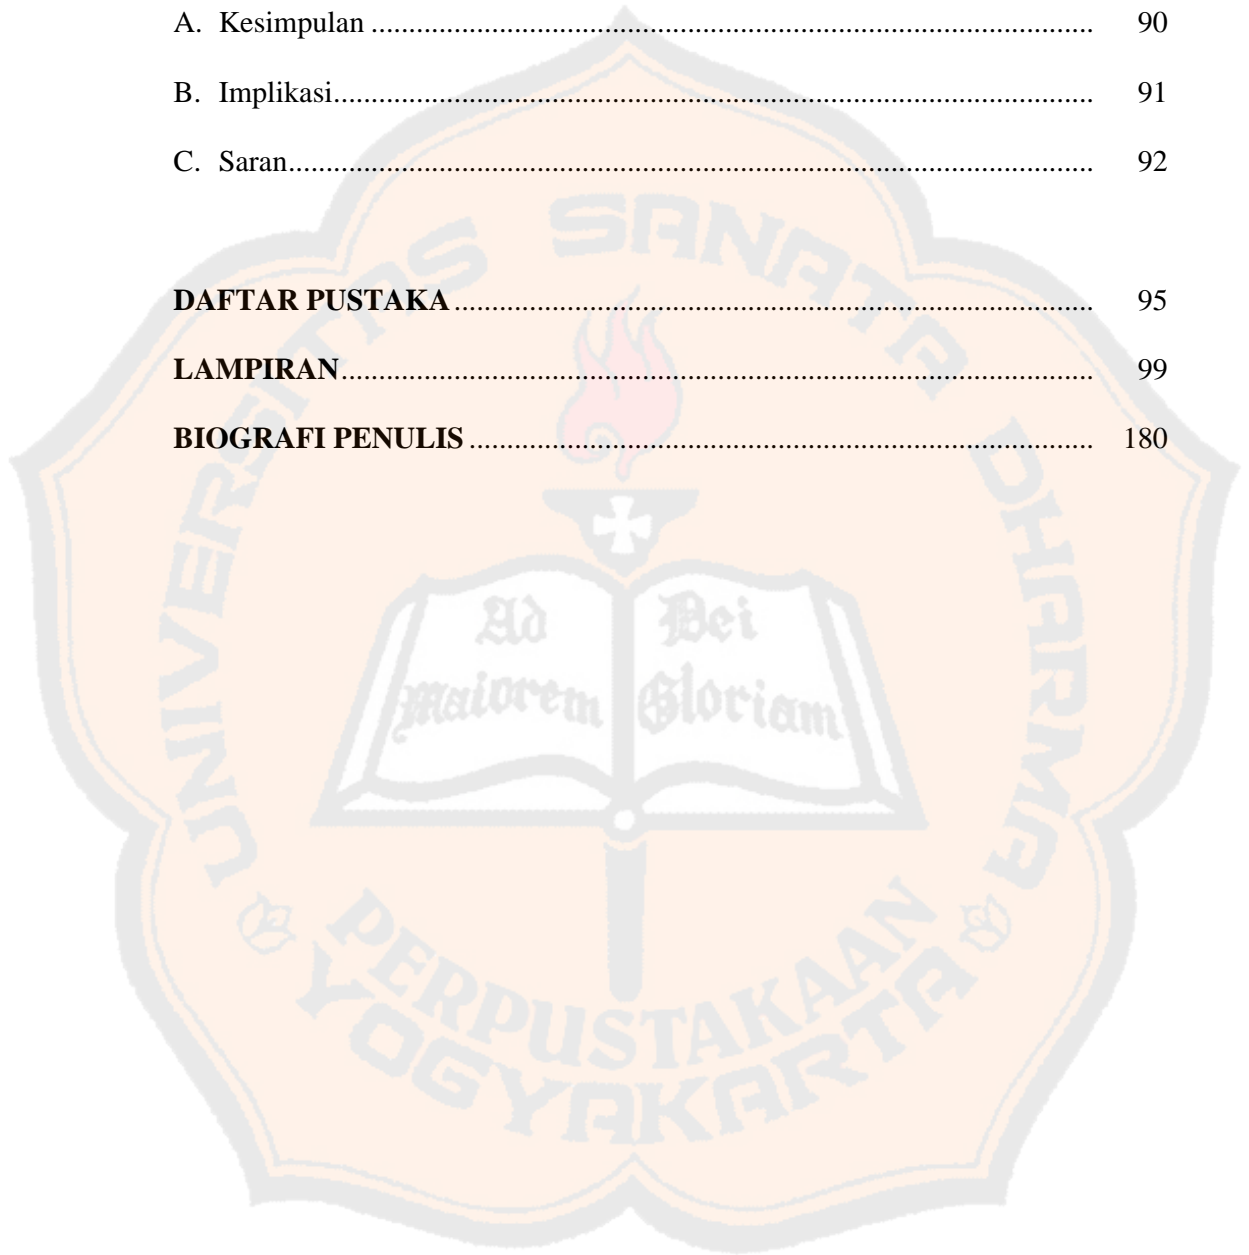 A. Kesimpulan ................................................................................................ 90
B. Implikasi..................................................................................................... 91
C. Saran........................................................................................................... 92
DAFTAR PUSTAKA ..................................................................................... 95
LAMPIRAN.................................................................................................... 99
BIOGRAFI PENULIS ................................................................................... 180
UNIVERSITAS SANATA DHARMA
Ad Dei
Maiorem Gloriam
PERPUSTAKAAN
YOGYAKARTA